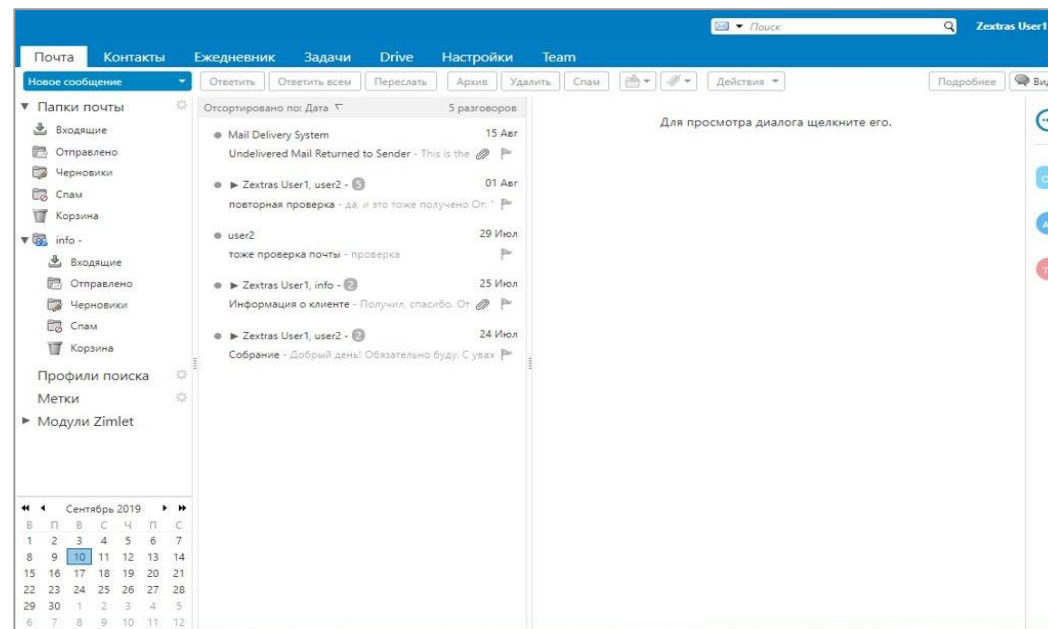 Поиск
Zextras User1
Почта Контакты Ежедневник Задачи Drive Настройки Team
Новое сообщение
Ответить Ответить всем Переслать Архив Удалить Спам Действия Подробнее Ви
Папки почты
Входящие
Отправлено
Черновики
Спам
Корзина
info -
Входящие
Отправлено
Черновики
Спам
Корзина
Профили поиска
Метки
Модули Zimlet
Сентябрь 2019
В П В С Ч П С
1 2 3 4 5 6 7
8 9 10 11 12 13 14
15 16 17 18 19 20 21
22 23 24 25 26 27 28
29 30 1 2 3 4 5
6 7 8 9 10 11 12
Отсортировано по: Дата 5 разговоров
Mail Delivery System 15 Авг
Undelivered Mail Returned to Sender - This is the
Zextras User1, user2 - 5 01 Авг
повторная проверка - да, и это тоже получено От: "
user2 29 Июл
тоже проверка почты - проверка
Zextras User1, info - 2 25 Июл
Информация о клиенте - Получил, спасибо. От
Zextras User1, user2 - 2 24 Июл
Собрание - Добрый день! Обязательно буду. С уваж
Для просмотра диалога щелкните его.